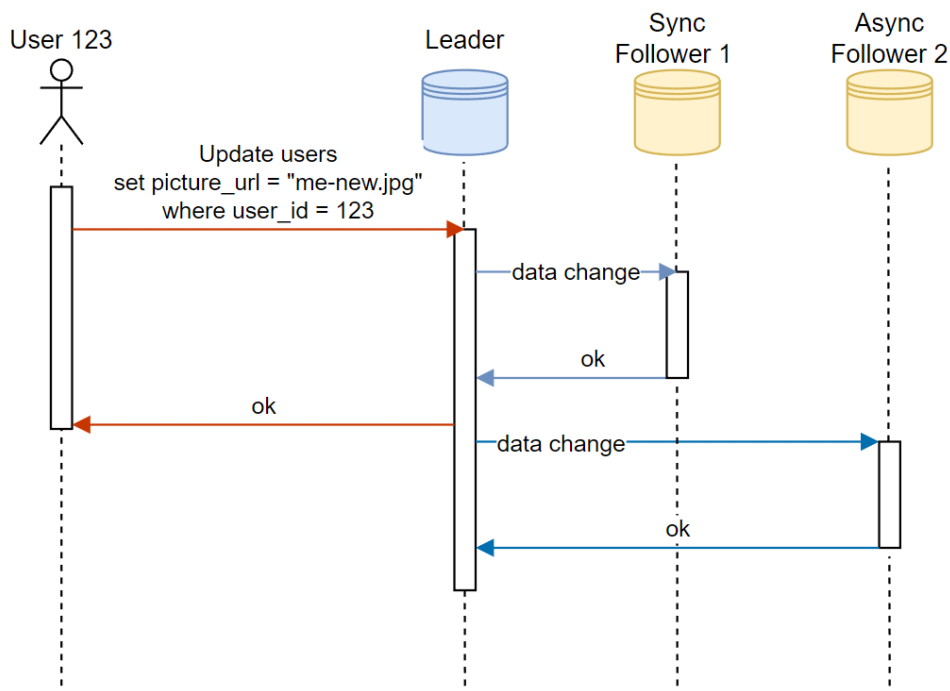 User 123
Leader
Sync
Follower 1
Async
Follower 2
Update users
set picture_url = "me-new.jpg"
where user_id = 123
data change
ok
ok
data change
ok